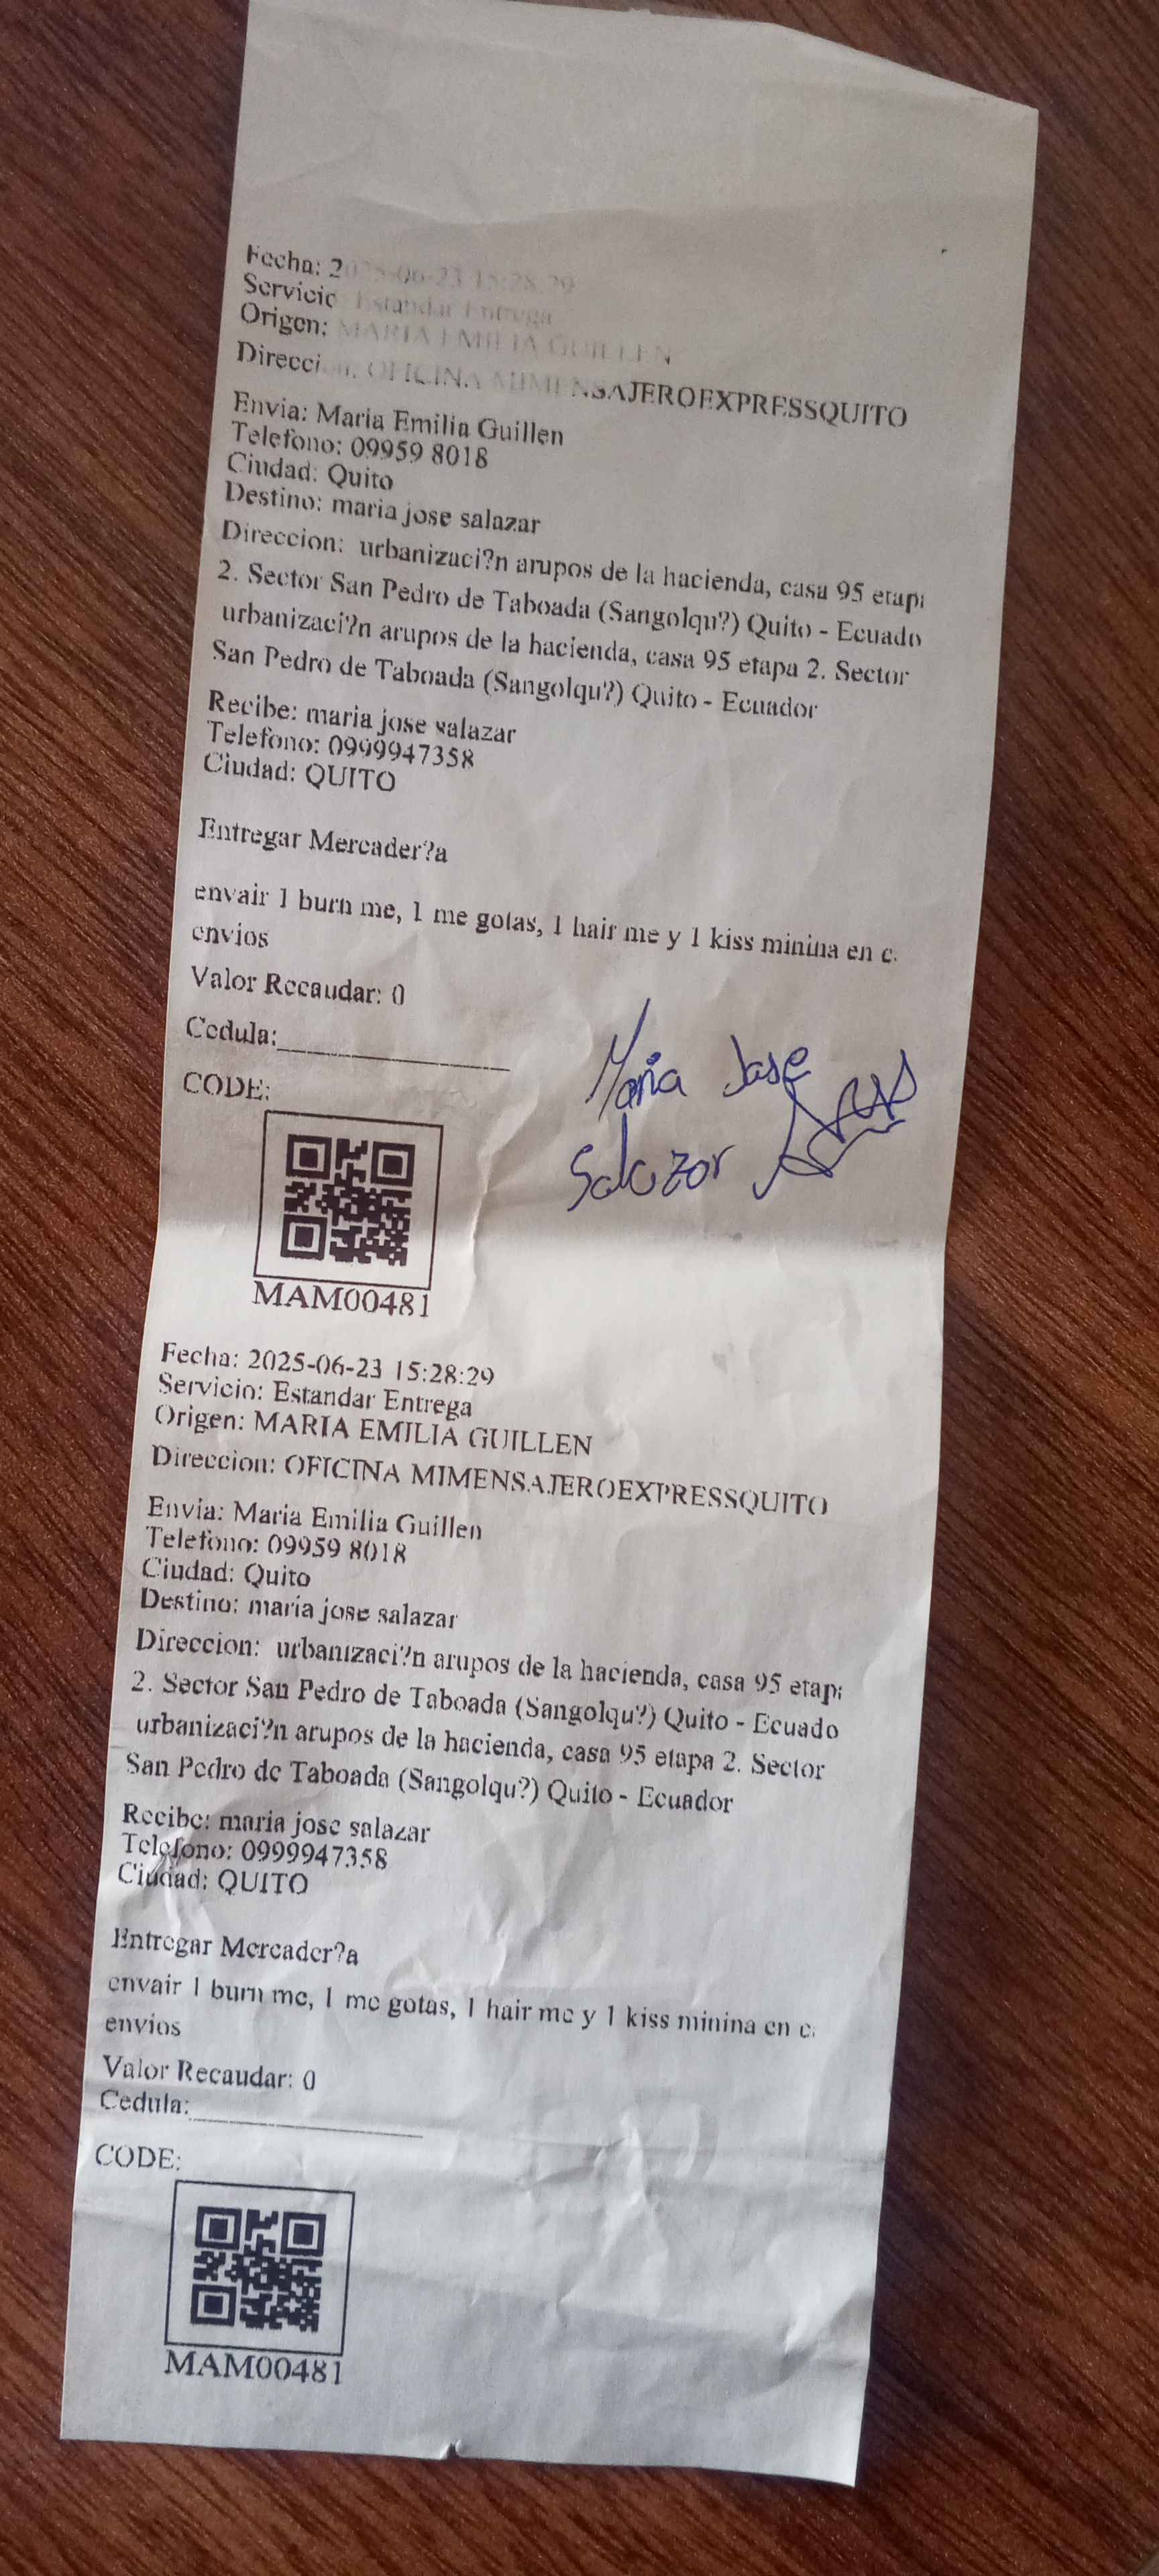 Fecha: 2025-06-23 15:28:29
Servicio Estandar Entrega
Origen: MARIA EMILIA GUILLEN
Direccion: OFICINA MIMENSAJEROEXPRESSQUITO
Envia: Maria Emilia Guillen
Telefono: 09959 8018
Ciudad: Quito
Destino: maria jose salazar
Direccion: urbanizaci?n arupos de la hacienda, casa 95 etap
2. Sector San Pedro de Taboada (Sangolqu?) Quito - Ecuado
urbanizaci?n arupos de la hacienda, casa 95 etapa 2. Sector
San Pedro de Taboada (Sangolqu?) Quito - Ecuador
Recibe: maria jose salazar
Telefono: 0999947358
Ciudad: QUITO
Entregar Mercader?a
envair 1 burn me, 1 me gotas, 1 hair me y 1 kiss minina en c
envios
Valor Recaudar: 0
Cedula:
Maria Jose
Salazar
CODE:
MAM00481
Fecha: 2025-06-23 15:28:29
Servicio: Estandar Entrega
Origen: MARIA EMILIA GUILLEN
Direccion: OFICINA MIMENSAJEROEXPRESSQUITO
Envia: Maria Emilia Guillen
Telefono: 09959 8018
Ciudad: Quito
Destino: maria jose salazar
Direccion: urbanizaci?n arupos de la hacienda, casa 95 etap
2. Sector San Pedro de Taboada (Sangolqu?) Quito - Ecuado
urbanizaci?n arupos de la hacienda, casa 95 etapa 2. Sector
San Pedro de Taboada (Sangolqu?) Quito - Ecuador
Recibe: maria jose salazar
Telefono: 0999947358
Ciudad: QUITO
Entregar Mercader?a
envair 1 burn me, 1 me gotas, 1 hair me y 1 kiss minina en c
envios
Valor Recaudar: 0
Cedula:
CODE:
MAM00481